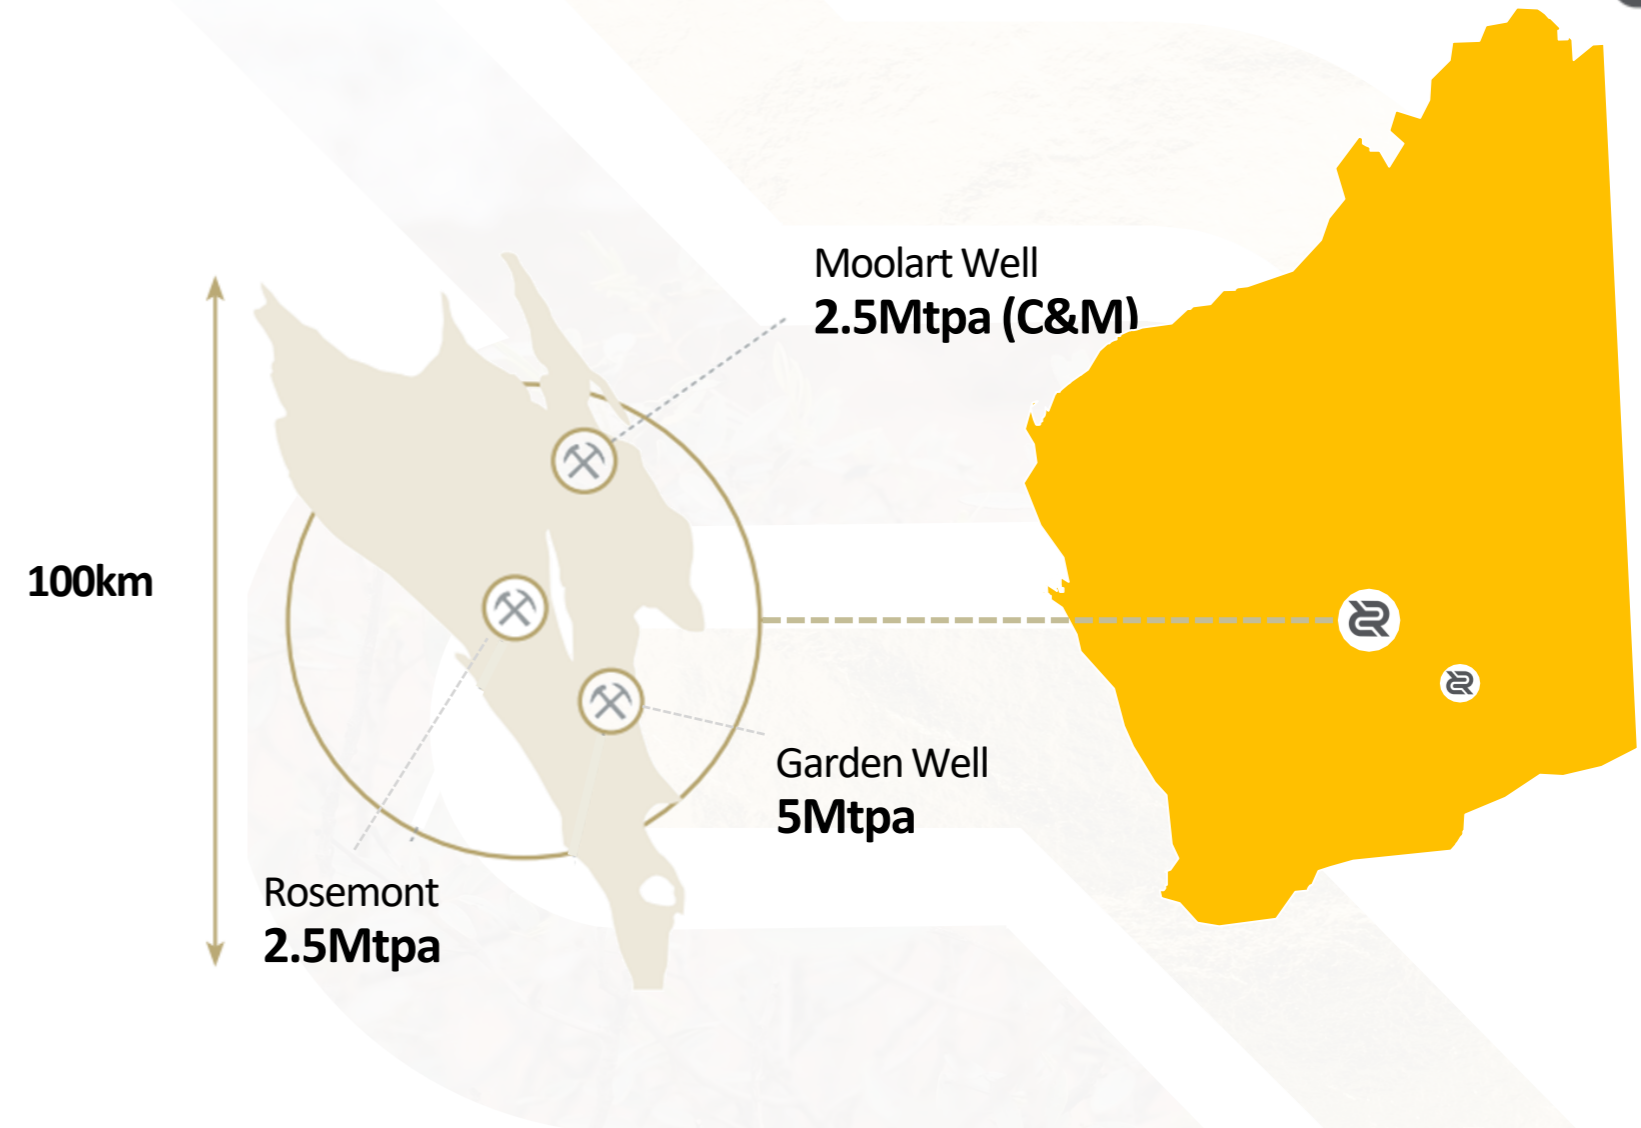 Moolart Well
2.5Mtpa (C&M)
100km
Garden Well
5Mtpa
Rosemont
2.5Mtpa